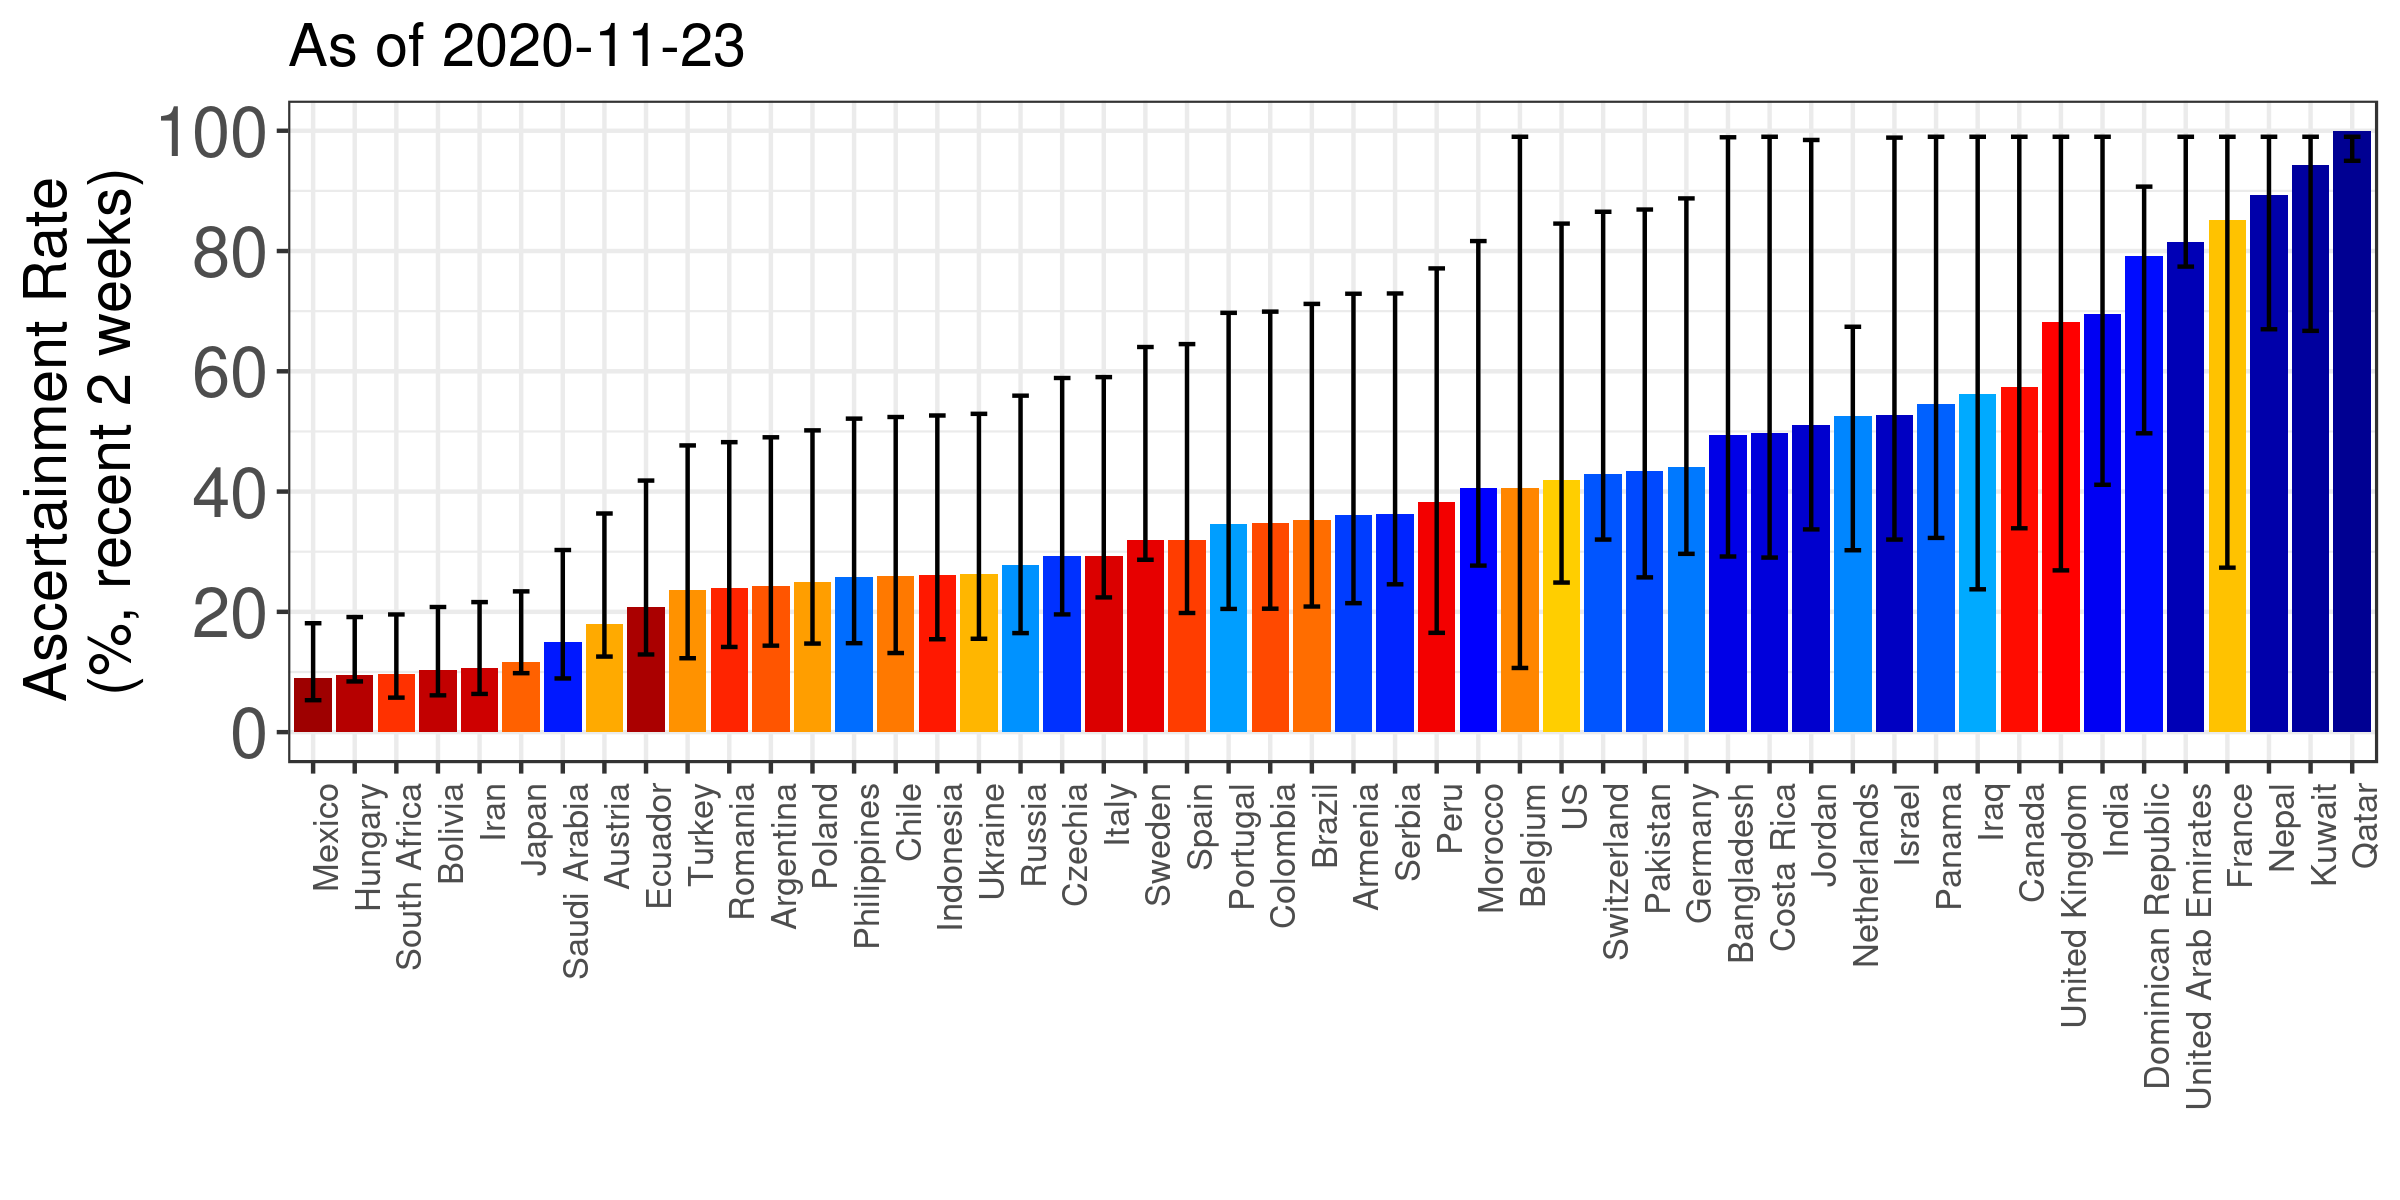 As of 2020-11-23
Ascertainment Rate
(%, recent 2 weeks)
100
80
60
40
20
0
Mexico
Hungary
South Africa
Bolivia
Iran
Japan
Saudi Arabia
Austria
Ecuador
Turkey
Romania
Argentina
Poland
Philippines
Chile
Indonesia
Ukraine
Russia
Czechia
Italy
Sweden
Spain
Portugal
Colombia
Brazil
Armenia
Serbia
Peru
Morocco
Belgium
US
Switzerland
Pakistan
Germany
Bangladesh
Costa Rica
Jordan
Netherlands
Israel
Panama
Iraq
Canada
United Kingdom
India
Dominican Republic
United Arab Emirates
France
Nepal
Kuwait
Qatar